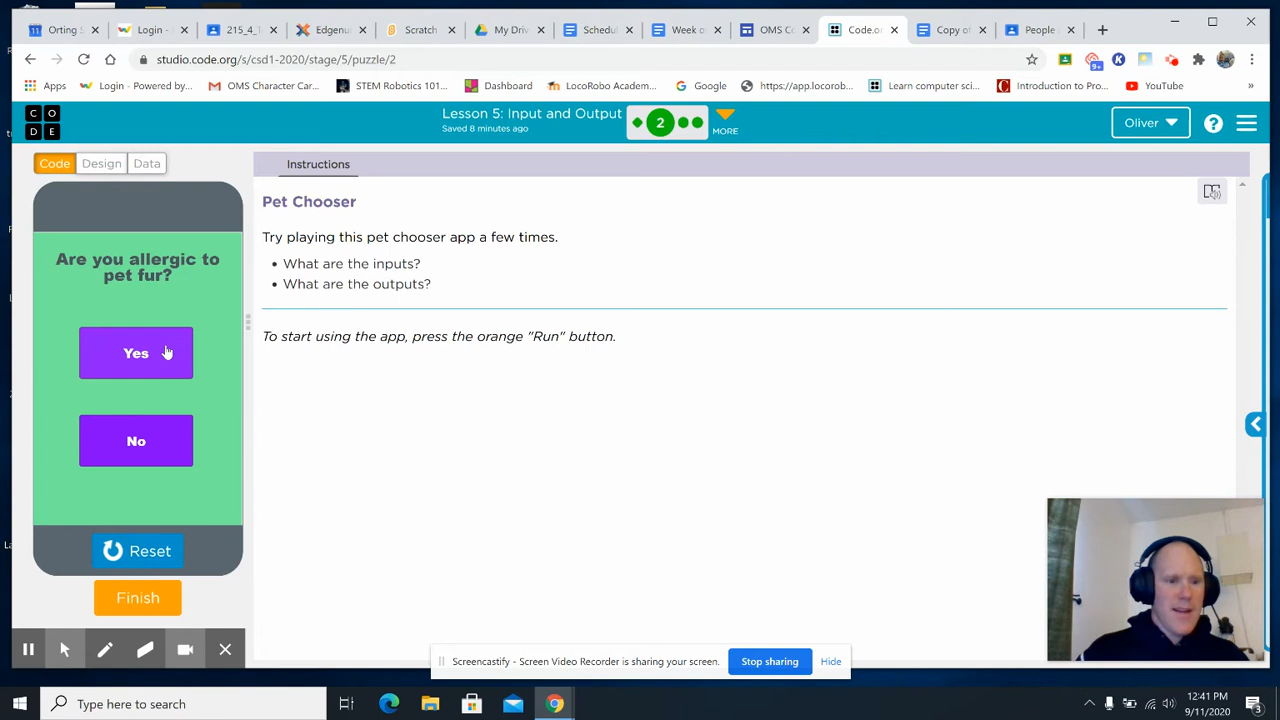 Orting S
Login -
215_4_
Edgenu
Scratch
My Driv
Schedu
Week o
OMS C
Code.or
Copy of
People
studio.code.org/s/csd1-2020/stage/5/puzzle/2
9+
Apps
Login - Powered by...
OMS Character Car...
STEM Robotics 101...
Dashboard
LocoRobo Academ...
Google
https://app.locorob...
Learn computer sci...
Introduction to Pro...
YouTube
»
C O
D E
Lesson 5: Input and Output
Saved 8 minutes ago
2
MORE
Oliver
?
Code Design Data
Instructions
Pet Chooser
Try playing this pet chooser app a few times.
• What are the inputs?
• What are the outputs?
To start using the app, press the orange "Run" button.
Are you allergic to
pet fur?
Yes
No
Reset
Finish
Screencastify - Screen Video Recorder is sharing your screen.
Stop sharing
Hide
Type here to search
12:41 PM
9/11/2020
3